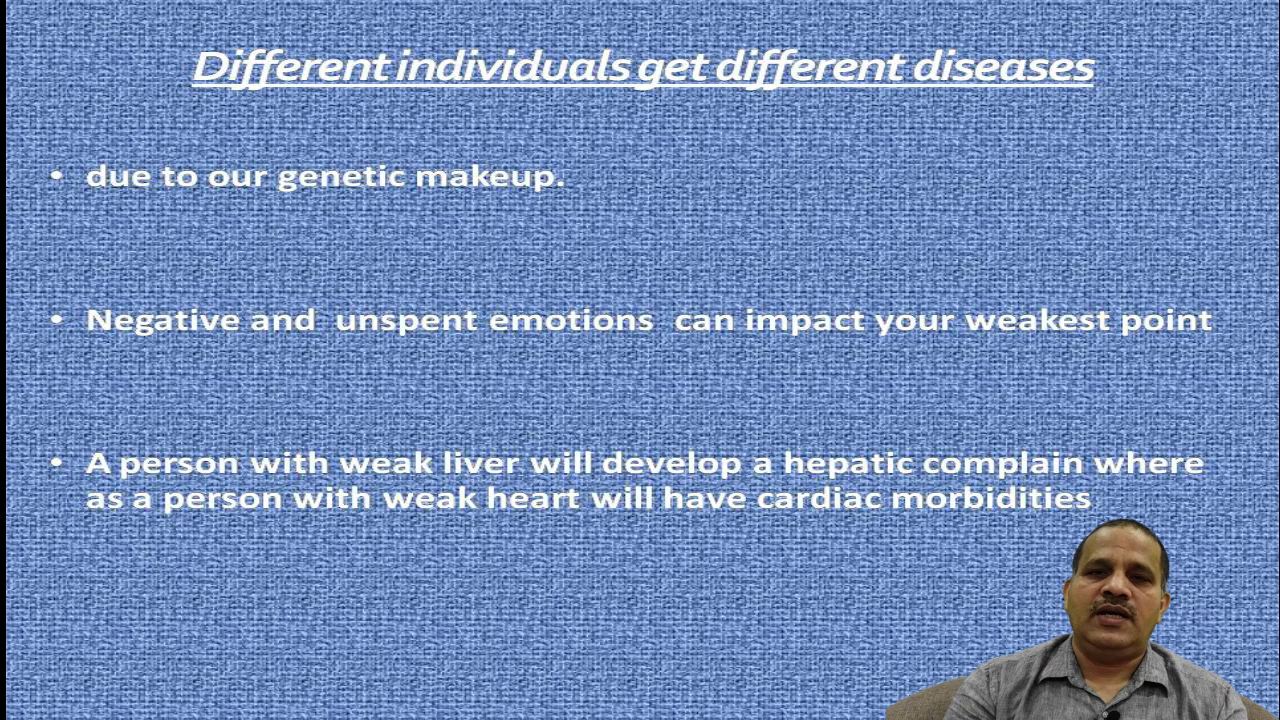 Different individuals get different diseases
• due to our genetic makeup.
• Negative and unspent emotions can impact your weakest point
• A person with weak liver will develop a hepatic complain where
as a person with weak heart will have cardiac morbidities